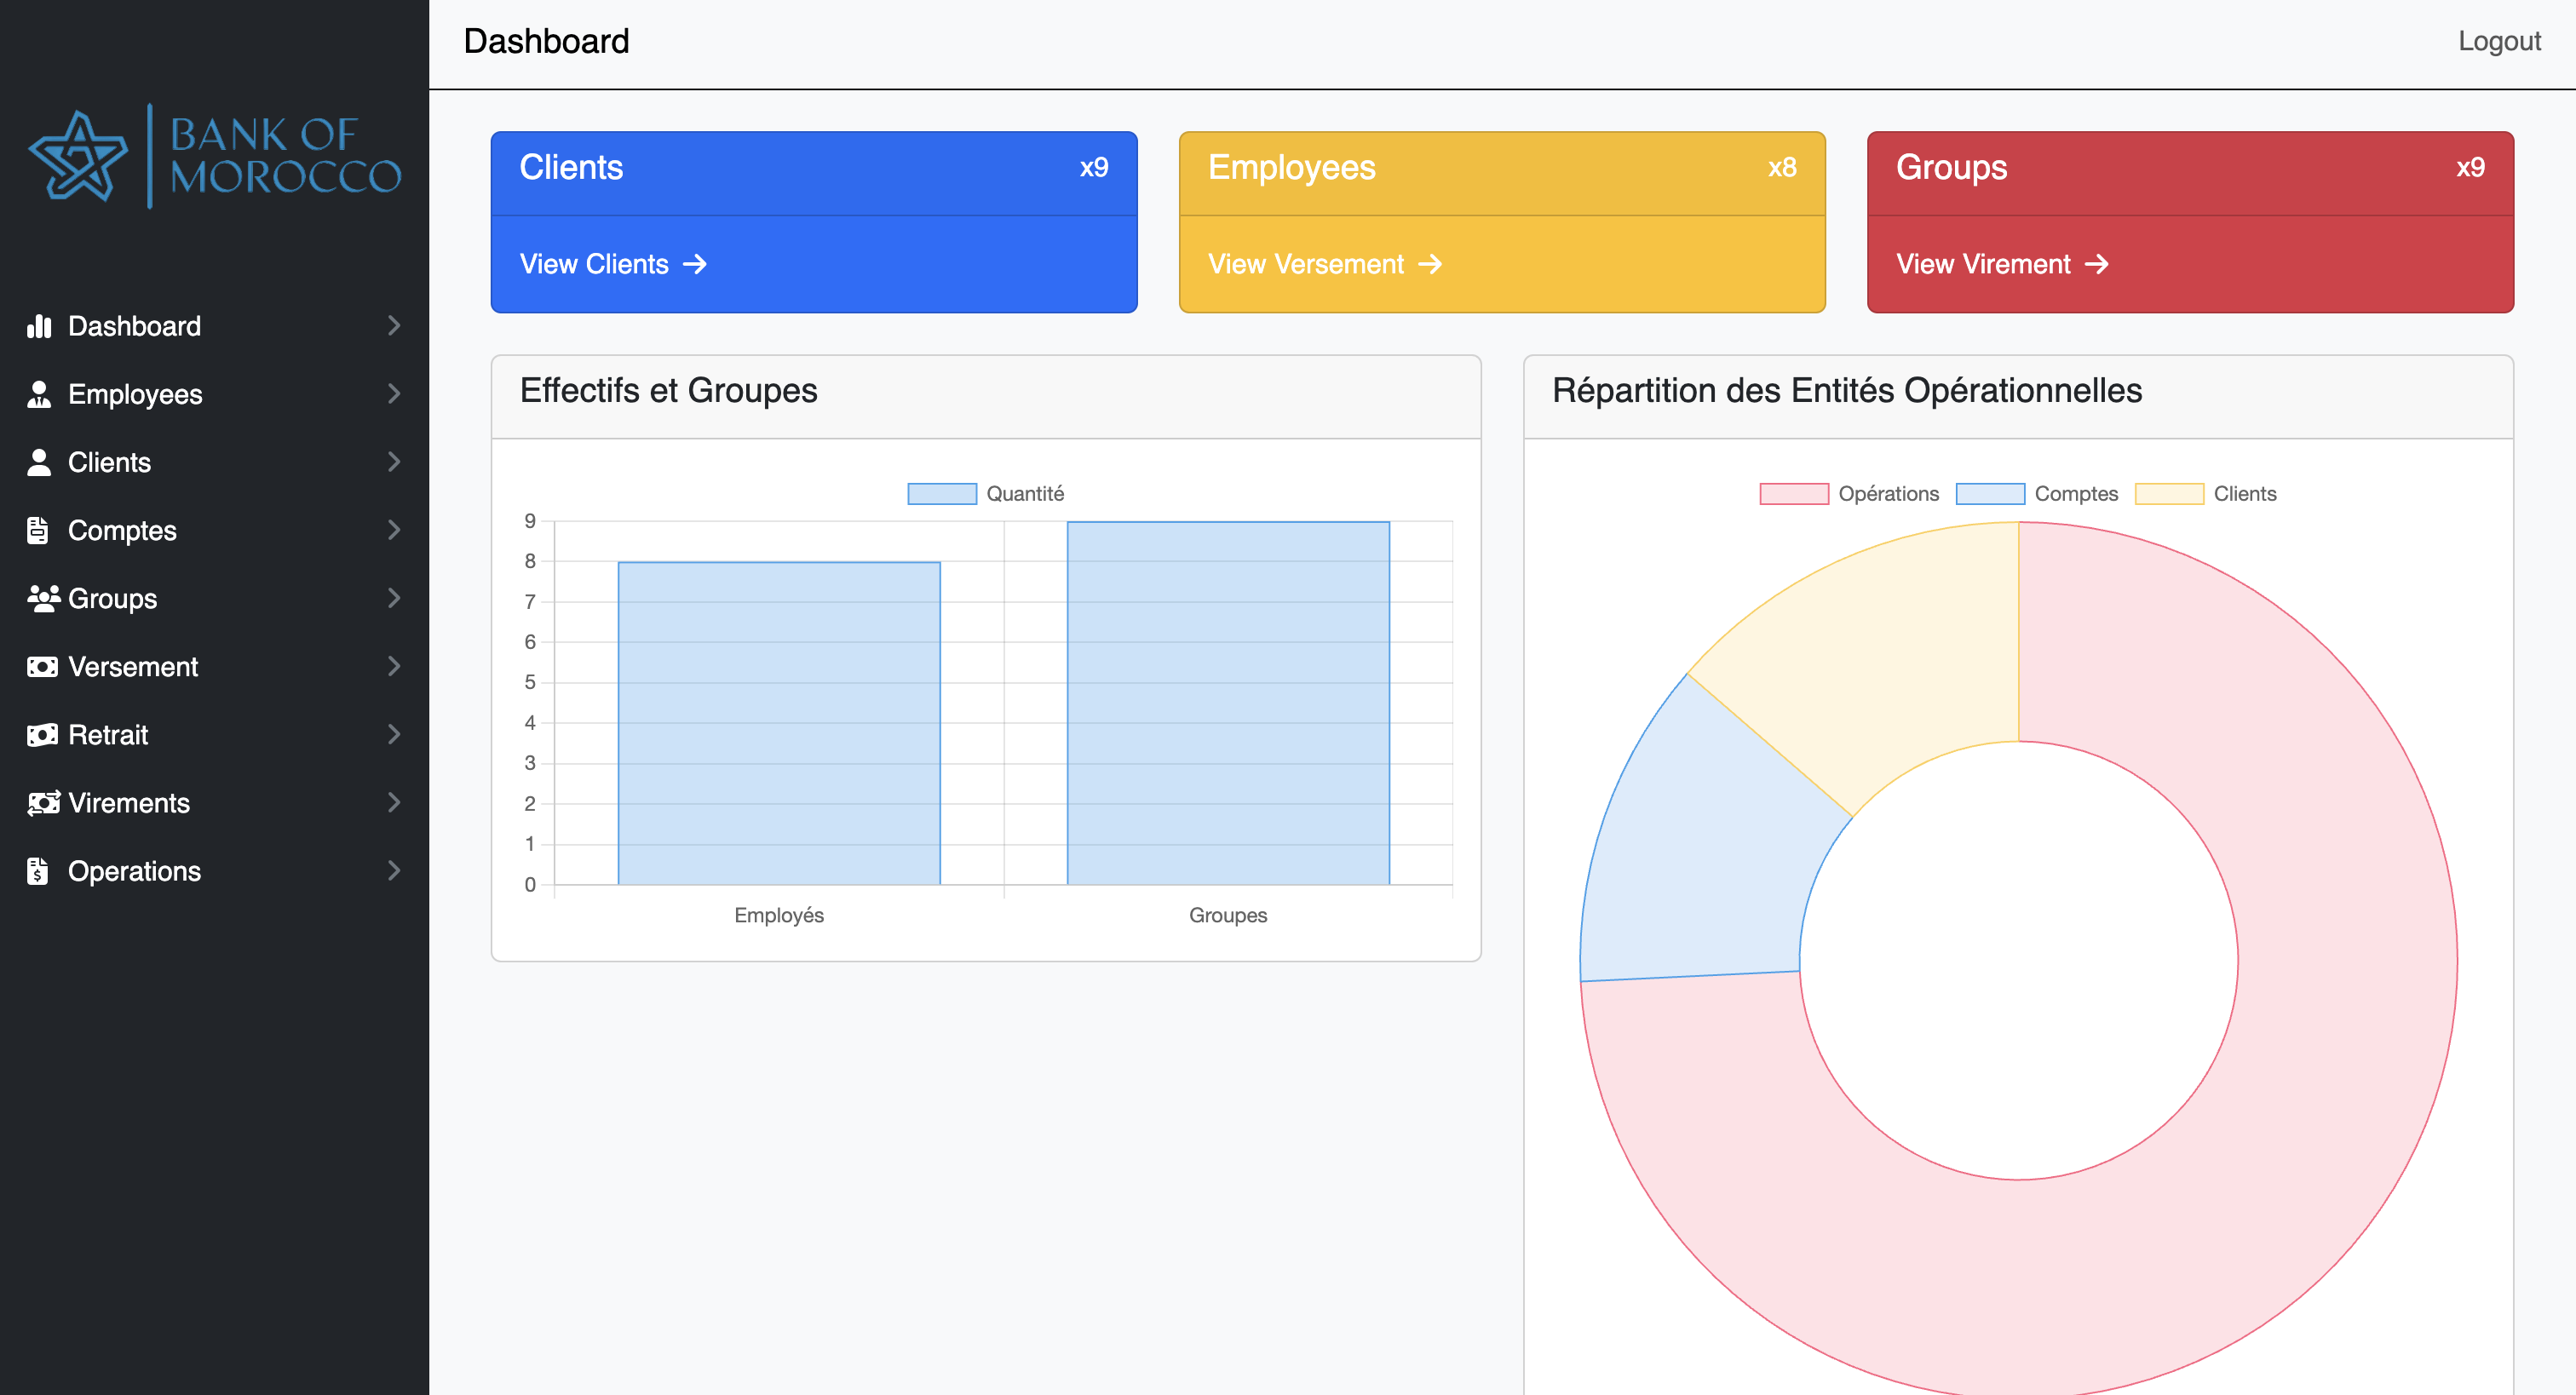 BANK OF
MOROCCO
Dashboard
Employees
Clients
Comptes
Groups
Versement
Retrait
Virements
Operations
Dashboard
Logout
Clients x9
View Clients →
Employees x8
View Versement →
Groups x9
View Virement →
Effectifs et Groupes
Quantité
9
8
7
6
5
4
3
2
1
0
Employés Groupes
Répartition des Entités Opérationnelles
Opérations Comptes Clients